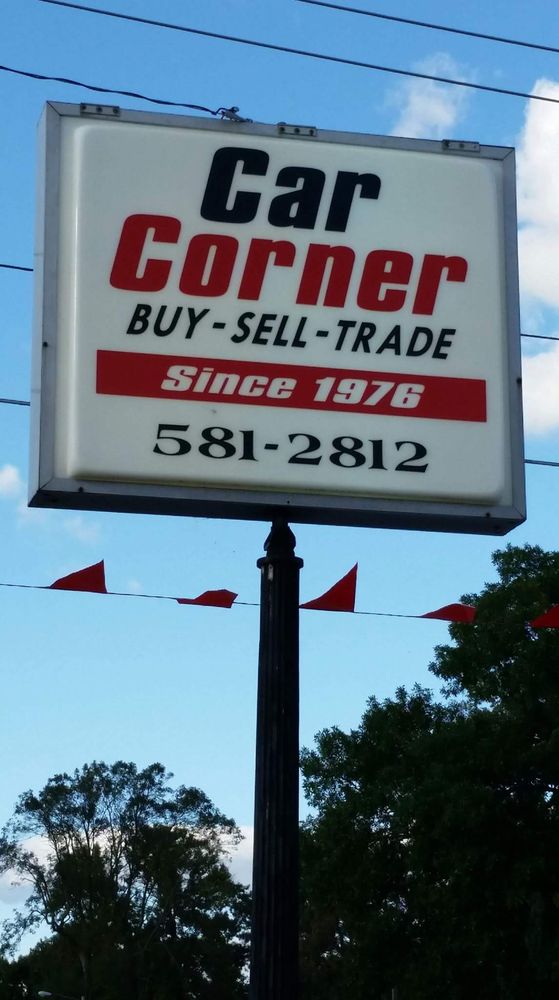 Car
Corner
BUY-SELL-TRADE
Since 1976
581-2812